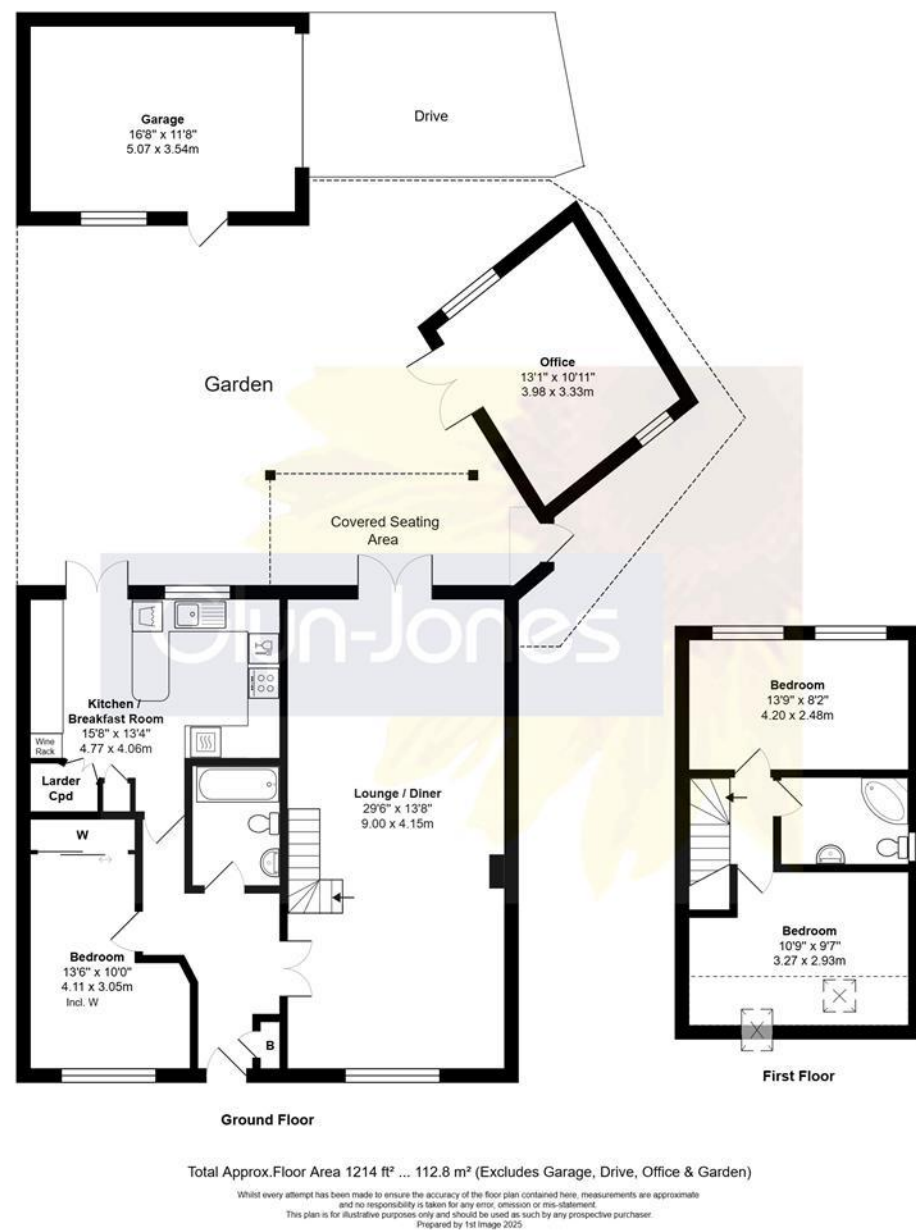 Garage
16'8" x 11'8"
5.07 x 3.54m
Drive
Garden
Office
13'1" x 10'11"
3.98 x 3.33m
Covered Seating
Area
Kitchen /
Breakfast Room
15'8" x 13'4"
4.77 x 4.06m
Wine
Rack
Larder
Cpd
W
Lounge / Diner
29'6" x 13'8"
9.00 x 4.15m
Bedroom
13'6" x 10'0"
4.11 x 3.05m
Incl. W
B
Ground Floor
Bedroom
13'9" x 8'2"
4.20 x 2.48m
Bedroom
10'9" x 9'7"
3.27 x 2.93m
First Floor
Total Approx.Floor Area 1214 ft² ... 112.8 m² (Excludes Garage, Drive, Office & Garden)
Whilst every attempt has been made to ensure the accuracy of the floor plan contained here, measurements are approximate
and no responsibility is taken for any error, omission or mis-statement.
This plan is for illustrative purposes only and should be used as such by any prospective purchaser.
Prepared by 1st Image 2025